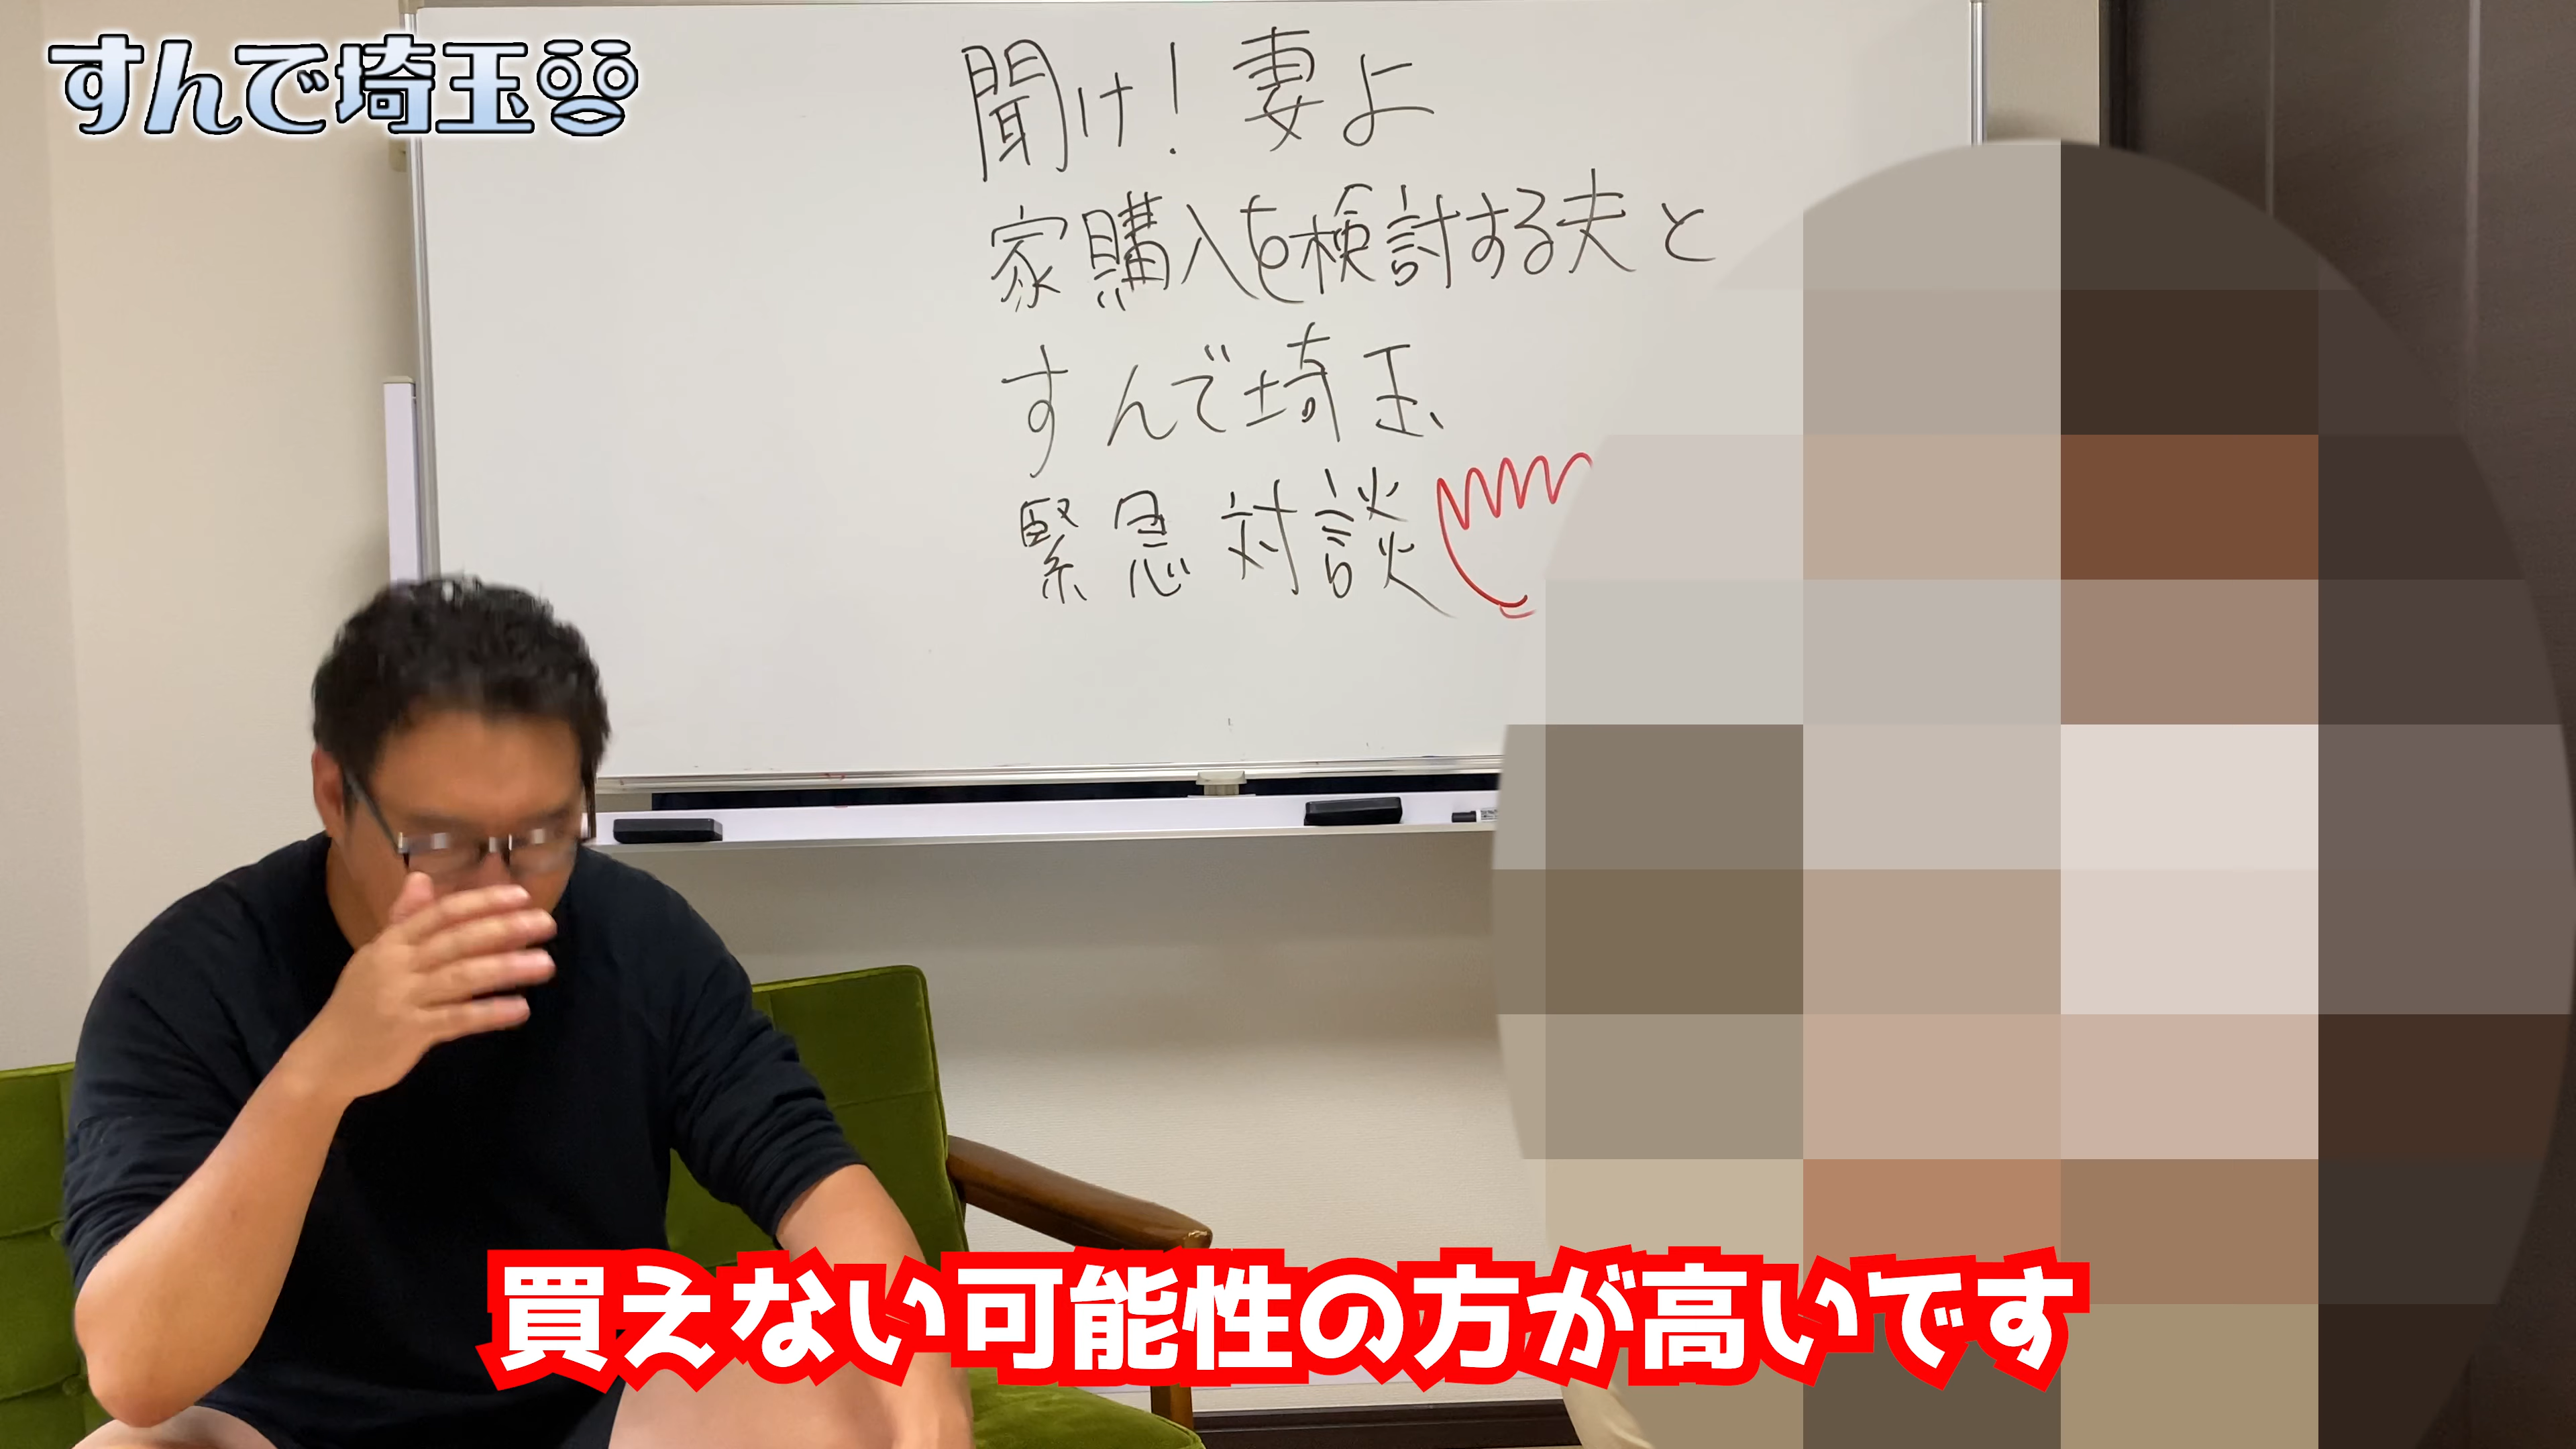 すんで埼玉
聞け！妻よ
家購入を検討する夫と
すんで埼玉
緊急対談
買えない可能性の方が高いです